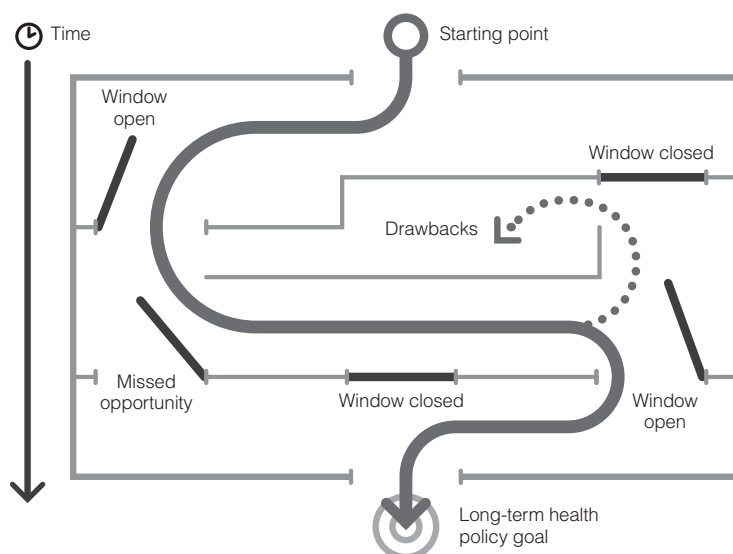 Time
Starting point
Window
open
Window closed
Drawbacks
Missed
opportunity
Window closed
Window
open
Long-term health
policy goal